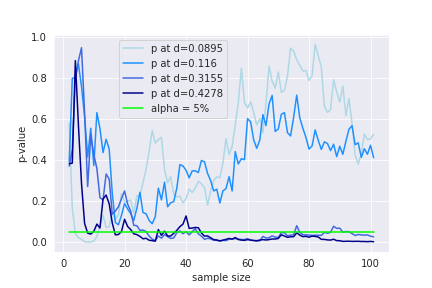 1.0
0.8
0.6
0.4
0.2
0.0
p-value
p at d=0.0895
p at d=0.116
p at d=0.3155
p at d=0.4278
alpha = 5%
0 20 40 60 80 100
sample size